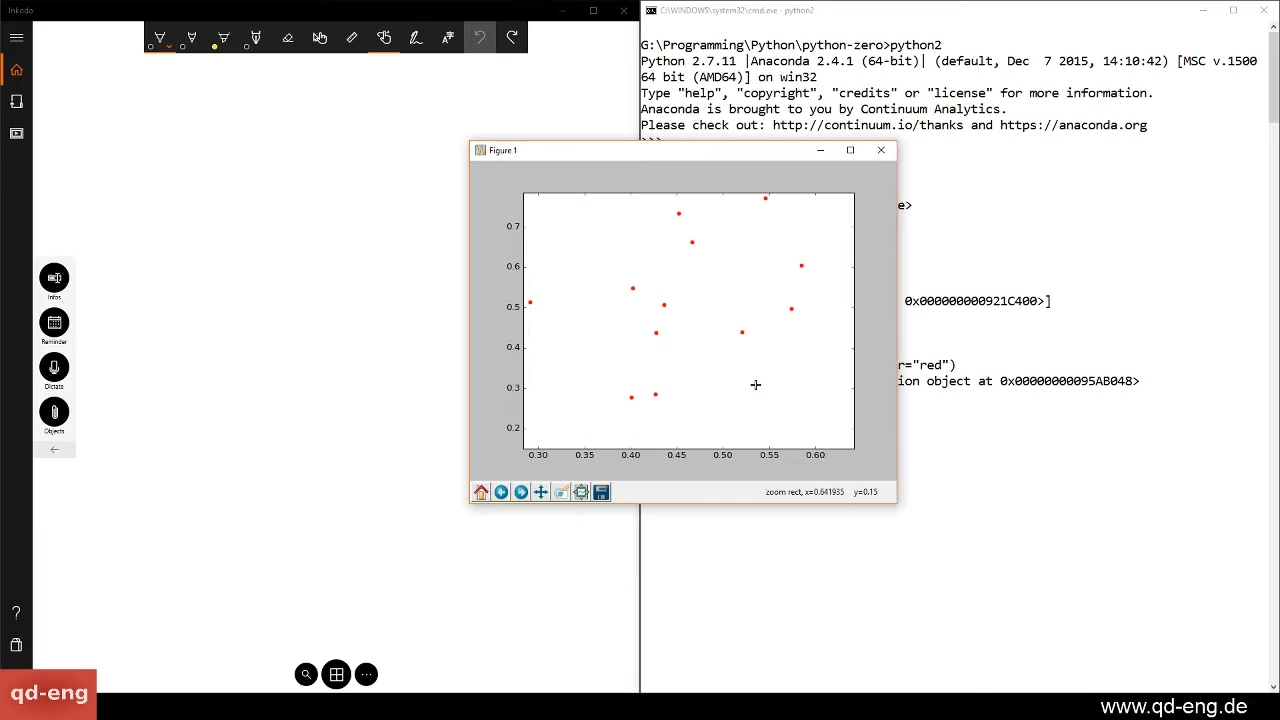 Inkodo
C:\WINDOWS\system32\cmd.exe - python2
G:\Programming\Python\python-zero>python2
Python 2.7.11 |Anaconda 2.4.1 (64-bit)| (default, Dec  7 2015, 14:10:42) [MSC v.1500
64 bit (AMD64)] on win32
Type "help", "copyright", "credits" or "license" for more information.
Anaconda is brought to you by Continuum Analytics.
Please check out: http://continuum.io/thanks and https://anaconda.org
>>>
e>
0x000000000921C400>]
r="red")
ion object at 0x00000000095AB048>
Figure 1
0.7
0.6
0.5
0.4
0.3
0.2
0.30 0.35 0.40 0.45 0.50 0.55 0.60
zoom rect, x=0.641935 y=0.15
Infos
Reminder
Dictate
Objects
qd-eng
www.qd-eng.de